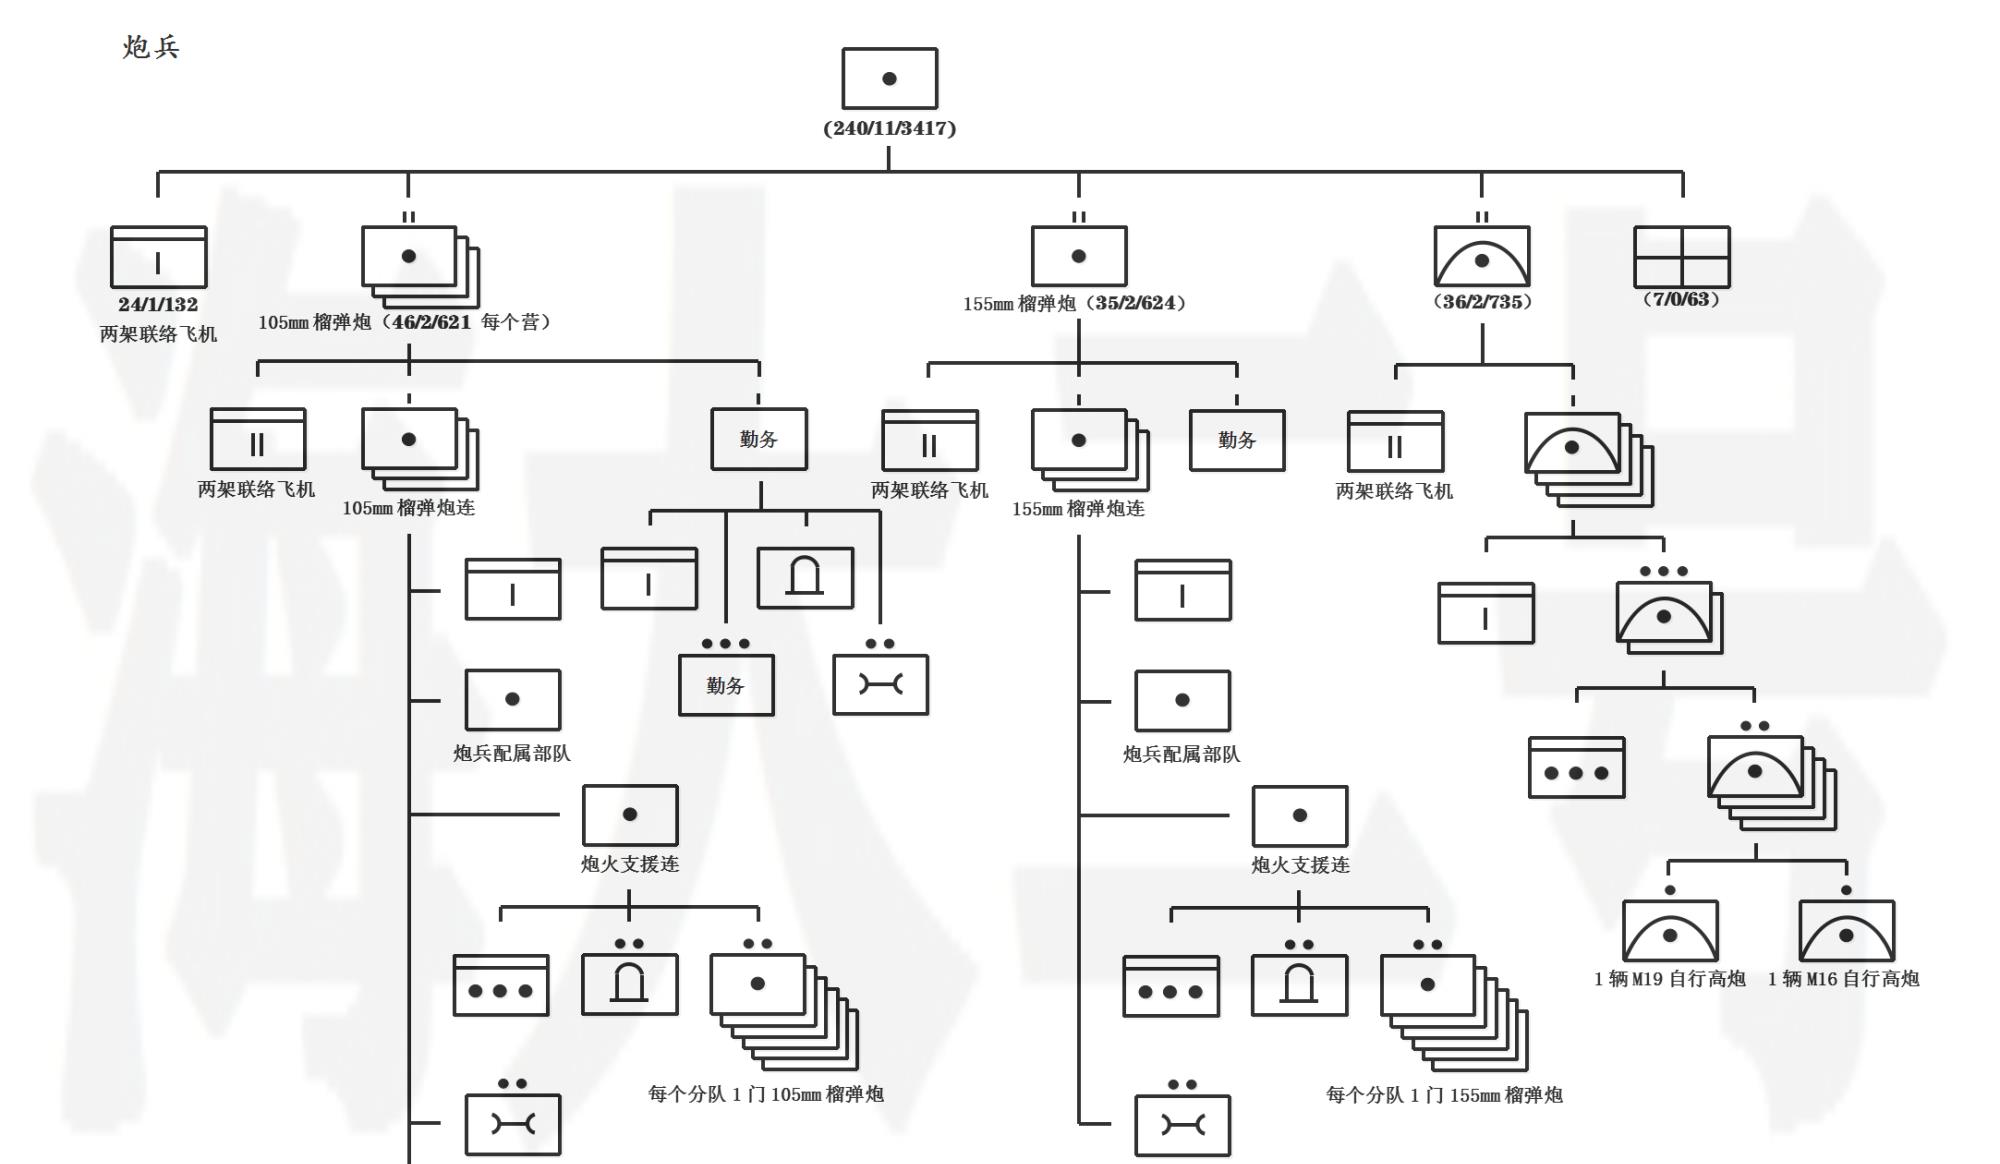 炮兵
(240/11/3417)
24/1/132
两架联络飞机
105mm 榴弹炮（46/2/621 每个营）
155mm 榴弹炮（35/2/624）
（36/2/735）
（7/0/63）
两架联络飞机
105mm 榴弹炮连
勤务
两架联络飞机
155mm 榴弹炮连
勤务
两架联络飞机
勤务
炮兵配属部队
炮兵配属部队
炮火支援连
炮火支援连
1 辆 M19 自行高炮
1 辆 M16 自行高炮
每个分队 1 门 105mm 榴弹炮
每个分队 1 门 155mm 榴弹炮